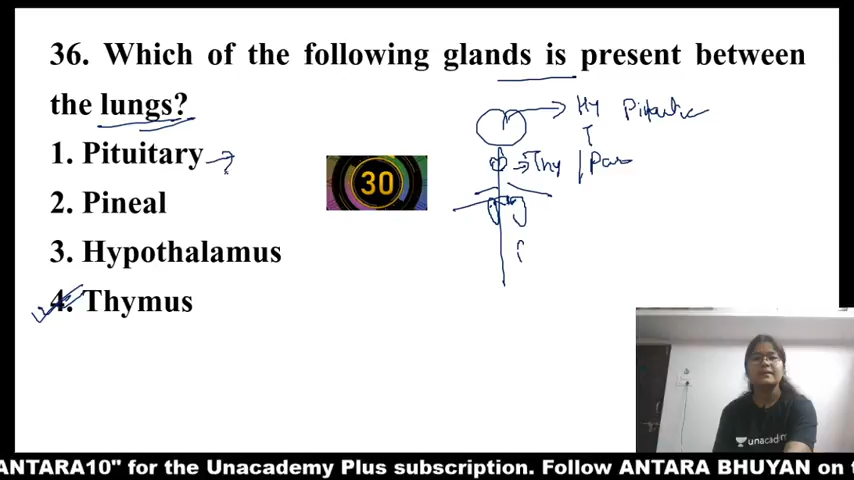 36. Which of the following glands is present between
the lungs?
1. Pituitary ?
2. Pineal
3. Hypothalamus
4. Thymus
30
Hy
Thy | Para
unacademy
ANTARA10" for the Unacademy Plus subscription. Follow ANTARA BHUYAN on